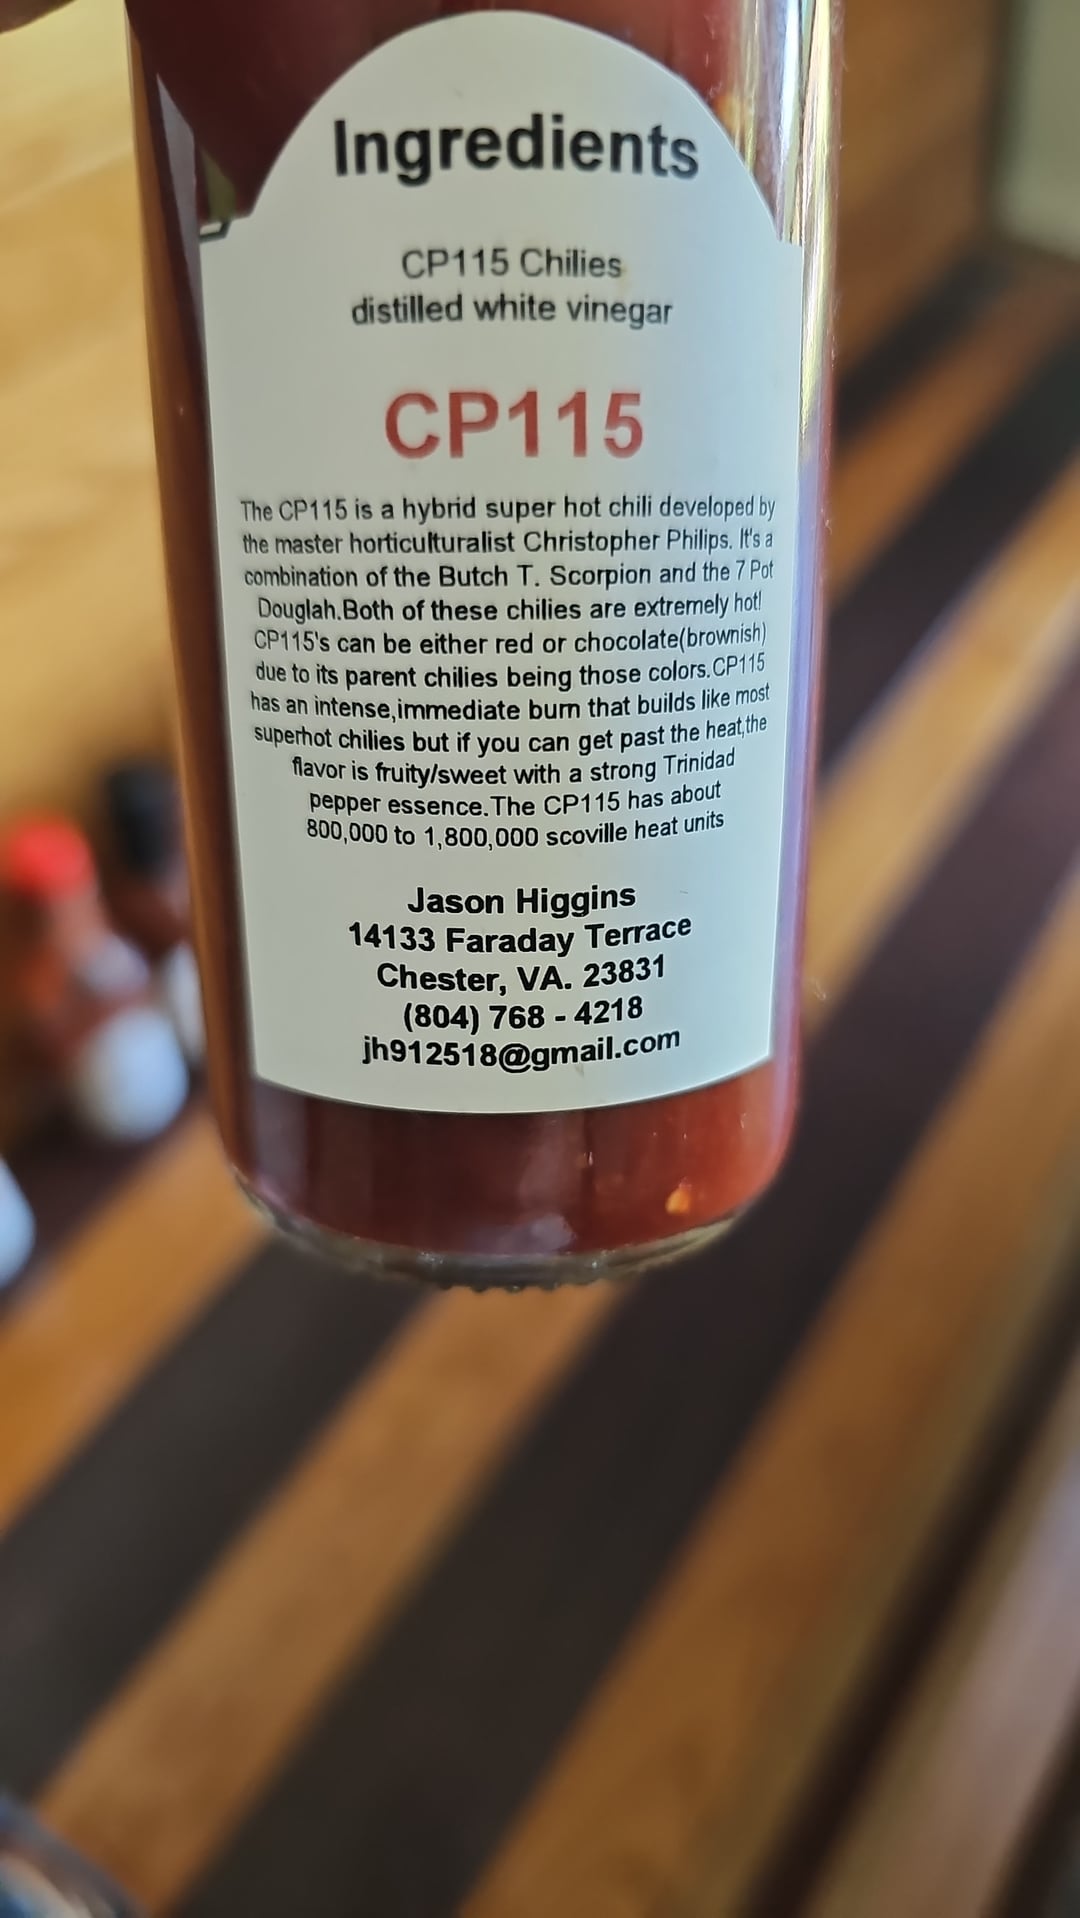 Ingredients
CP115 Chilies
distilled white vinegar
CP115
The CP115 is a hybrid super hot chili developed by
the master horticulturalist Christopher Philips. It's a
combination of the Butch T. Scorpion and the 7 Pot
Douglah.Both of these chilies are extremely hot!
CP115's can be either red or chocolate(brownish)
due to its parent chilies being those colors.CP115
has an intense,immediate burn that builds like most
superhot chilies but if you can get past the heat,the
flavor is fruity/sweet with a strong Trinidad
pepper essence.The CP115 has about
800,000 to 1,800,000 scoville heat units
Jason Higgins
14133 Faraday Terrace
Chester, VA. 23831
(804) 768 - 4218
jh912518@gmail.com